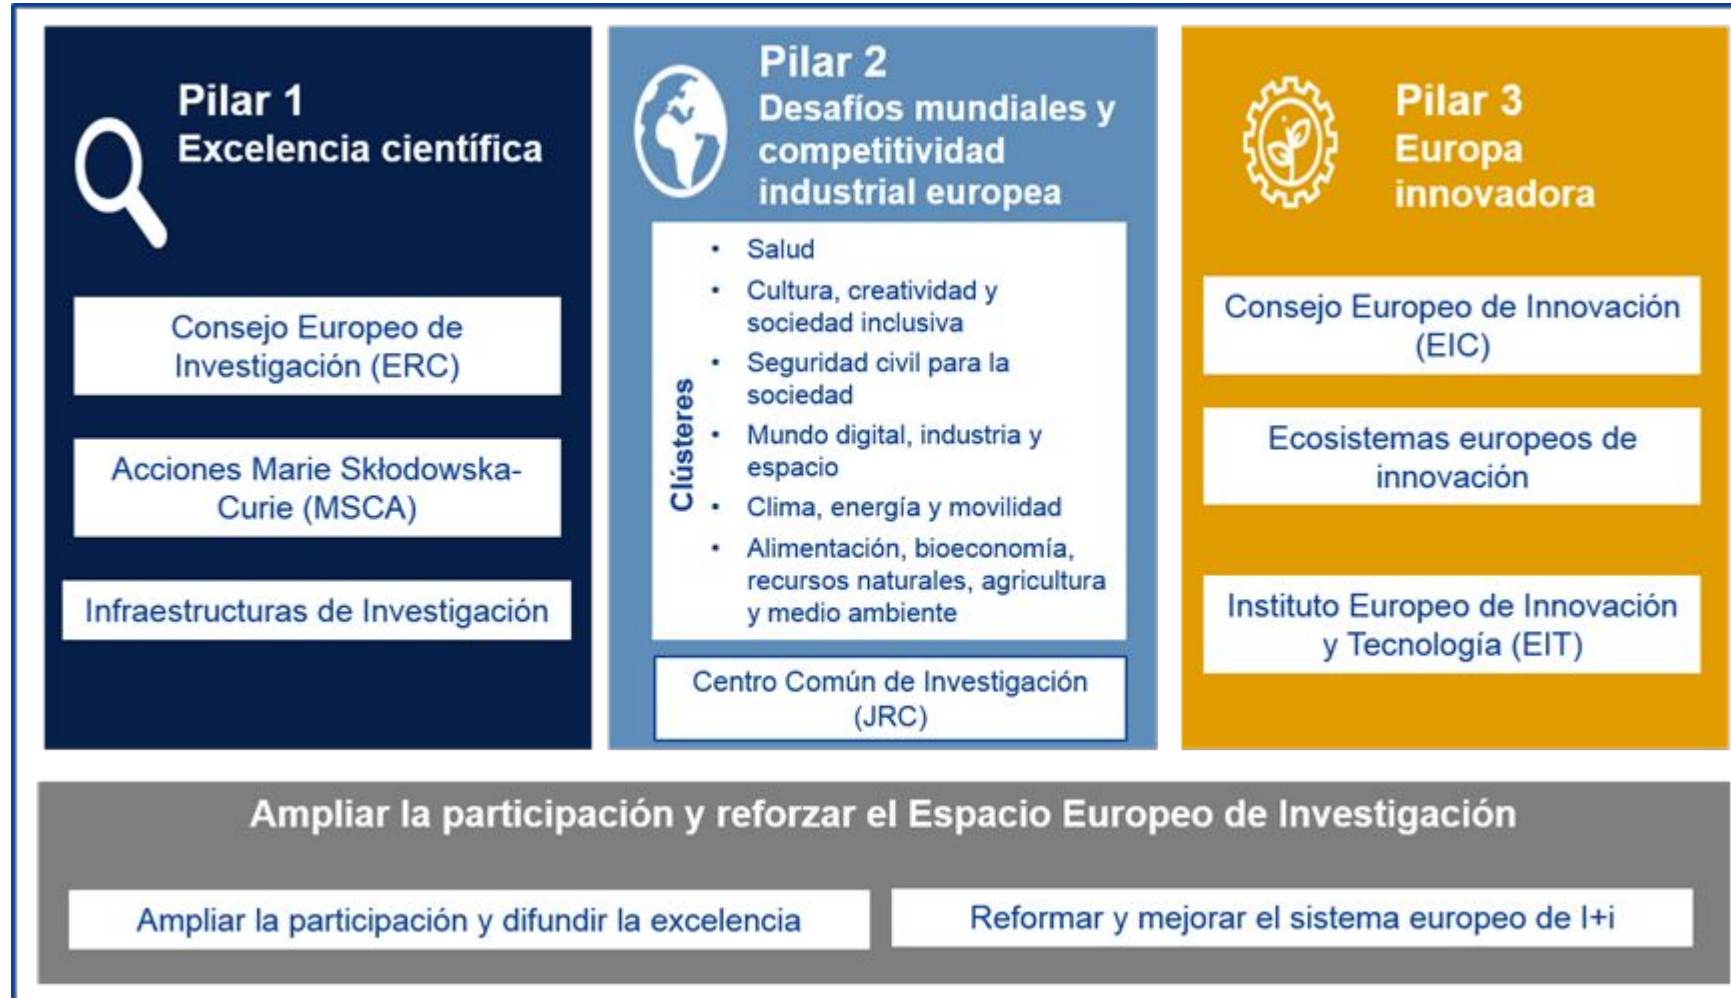 Pilar 1
Excelencia científica
Consejo Europeo de
Investigación (ERC)
Acciones Marie Skłodowska-
Curie (MSCA)
Infraestructuras de Investigación
Pilar 2
Desafíos mundiales y
competitividad
industrial europea
Clústeres
• Salud
• Cultura, creatividad y
sociedad inclusiva
• Seguridad civil para la
sociedad
• Mundo digital, industria y
espacio
• Clima, energía y movilidad
• Alimentación, bioeconomía,
recursos naturales, agricultura
y medio ambiente
Centro Común de Investigación
(JRC)
Pilar 3
Europa
innovadora
Consejo Europeo de Innovación
(EIC)
Ecosistemas europeos de
innovación
Instituto Europeo de Innovación
y Tecnología (EIT)
Ampliar la participación y reforzar el Espacio Europeo de Investigación
Ampliar la participación y difundir la excelencia
Reformar y mejorar el sistema europeo de I+i